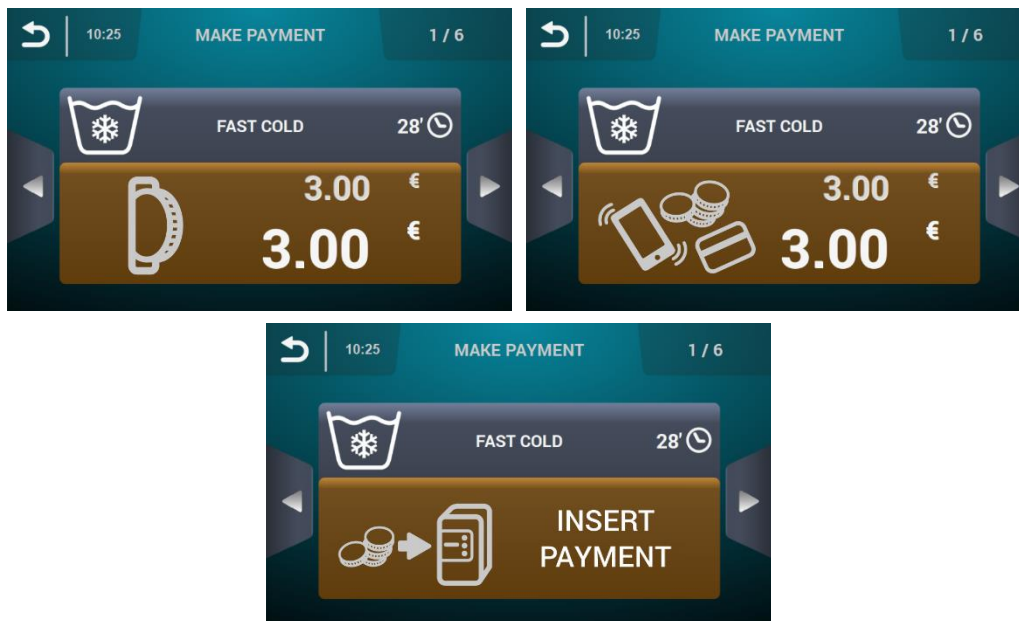 10:25 MAKE PAYMENT 1 / 6
FAST COLD 28'
3.00 €
3.00 €
10:25 MAKE PAYMENT 1 / 6
FAST COLD 28'
3.00 €
3.00 €
10:25 MAKE PAYMENT 1 / 6
FAST COLD 28'
INSERT
PAYMENT